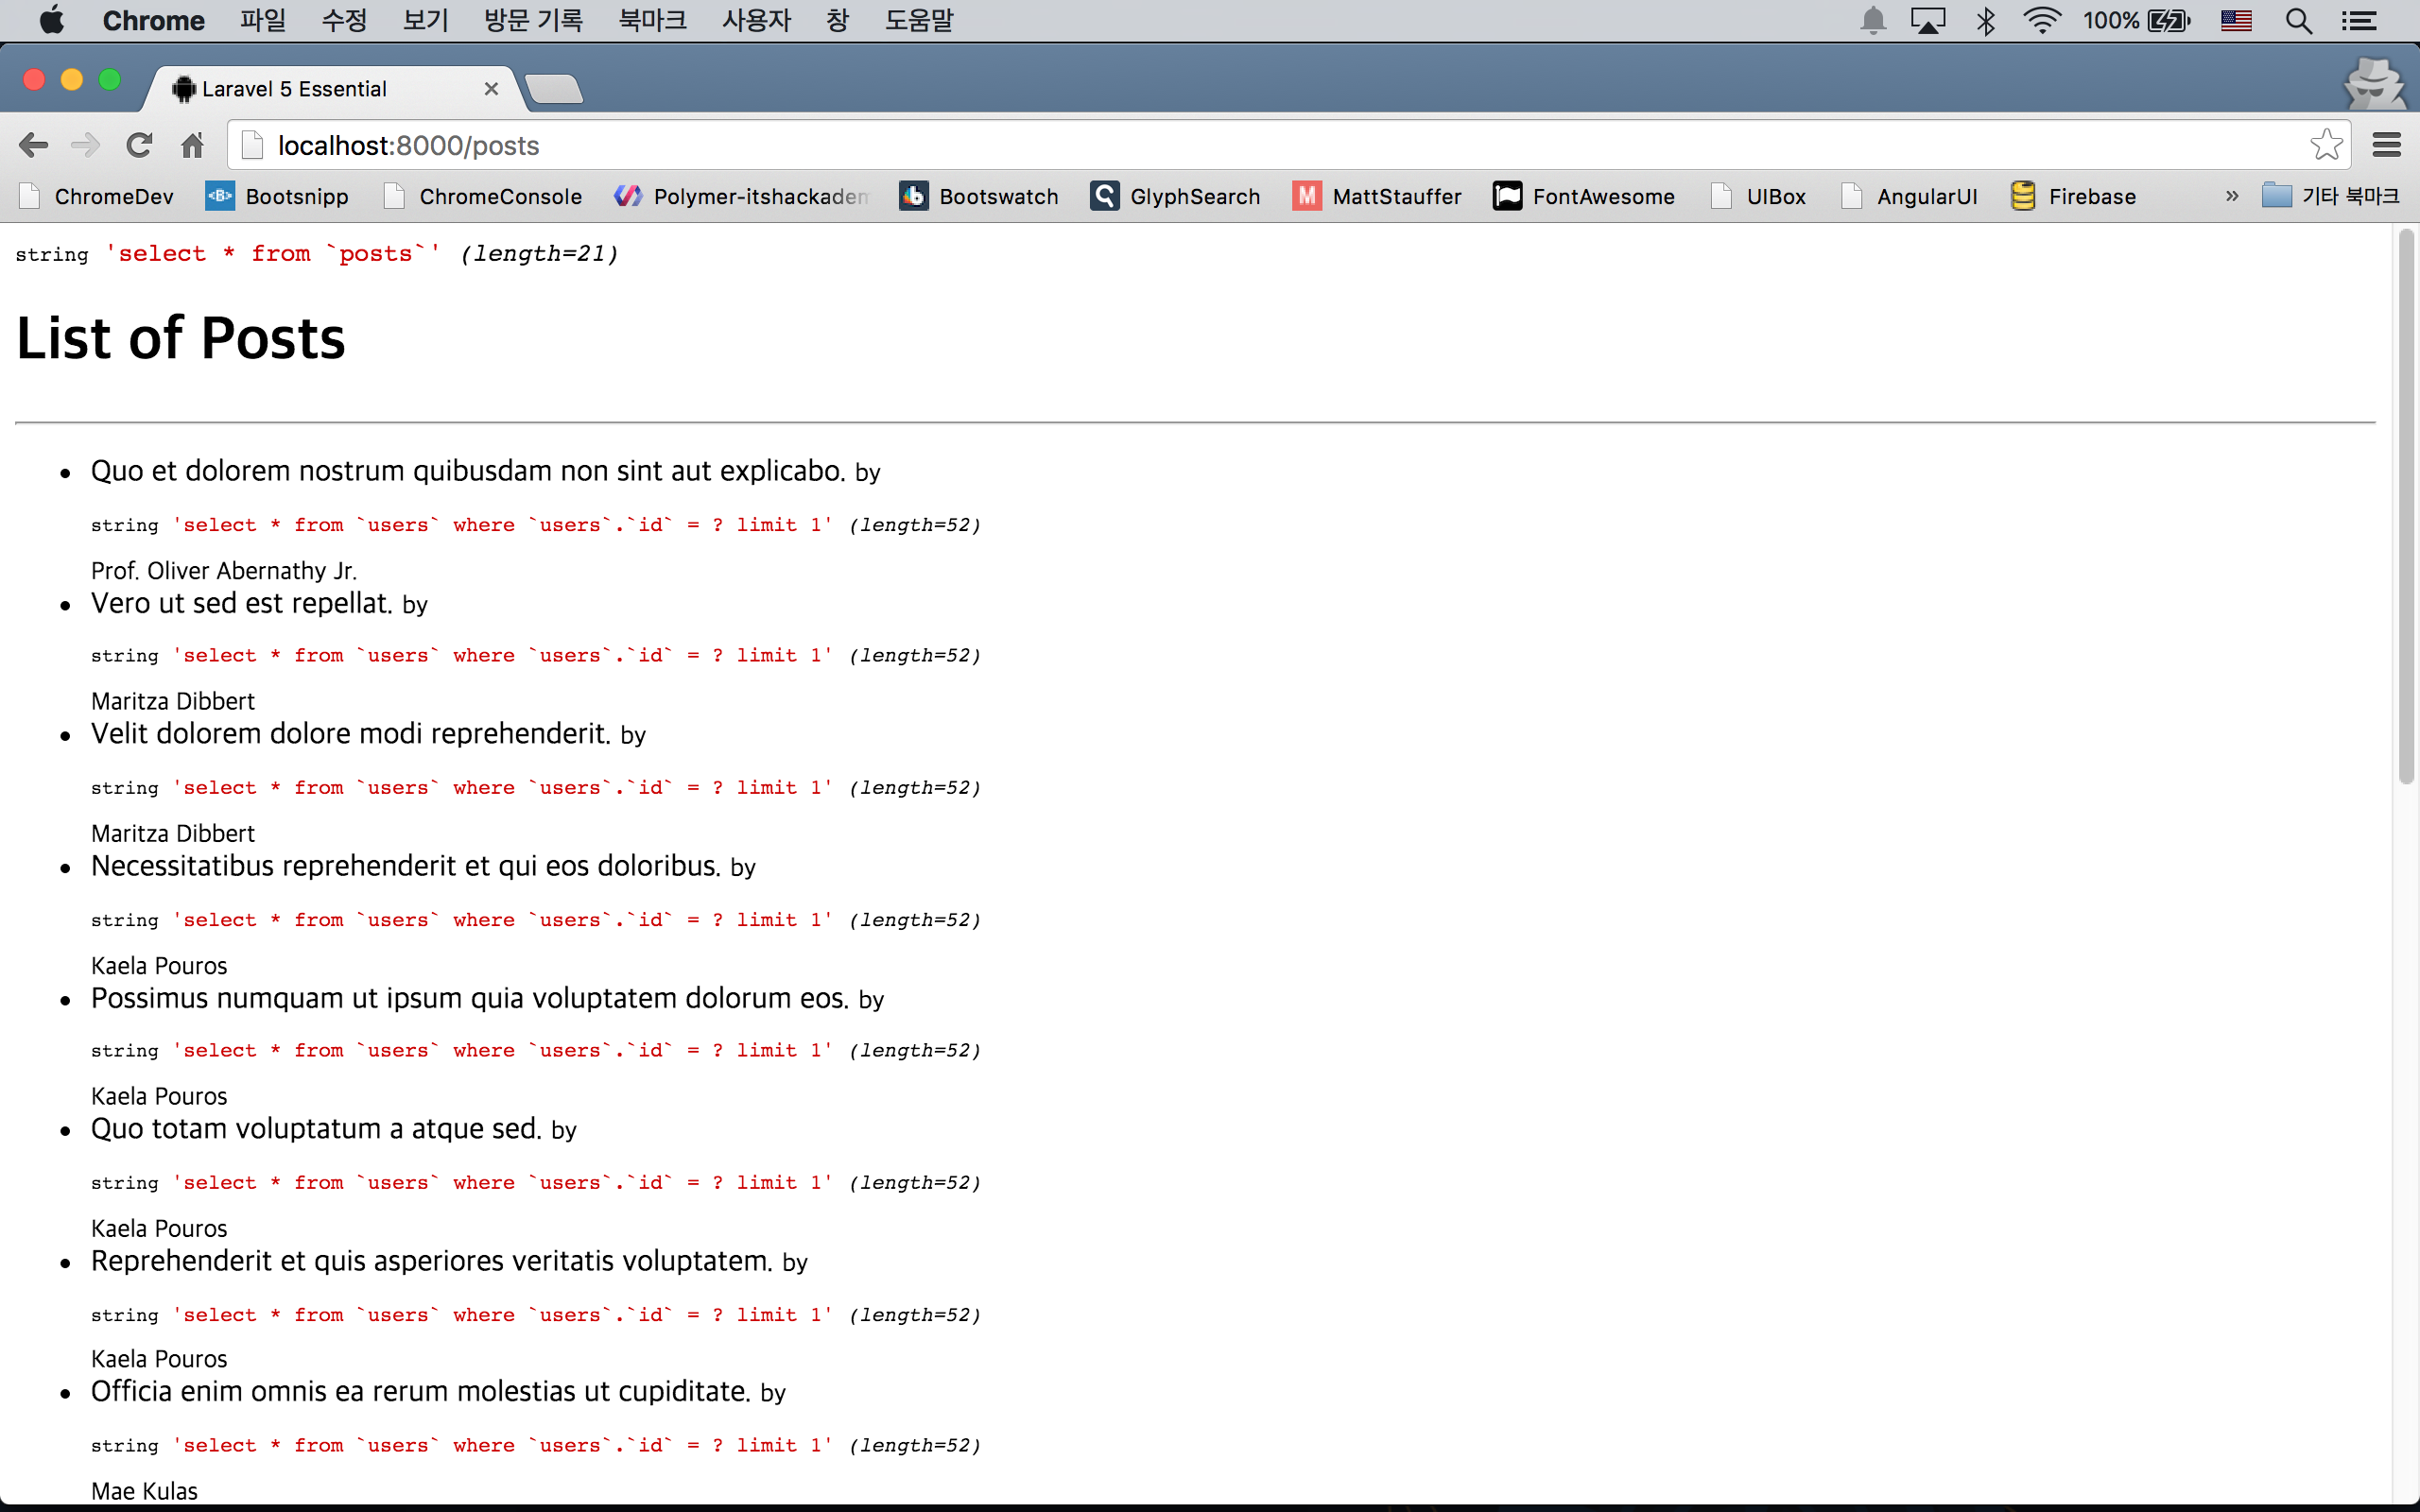 Chrome 파일 수정 보기 방문 기록 북마크 사용자 창 도움말 100%
Laravel 5 Essential
localhost:8000/posts
ChromeDev Bootsnipp ChromeConsole Polymer-itshackadem Bootswatch GlyphSearch MattStauffer FontAwesome UIBox AngularUI Firebase » 기타 북마크
string 'select * from `posts`' (length=21)
List of Posts
Quo et dolorem nostrum quibusdam non sint aut explicabo. by
string 'select * from `users` where `users`.`id` = ? limit 1' (length=52)
Prof. Oliver Abernathy Jr.
Vero ut sed est repellat. by
string 'select * from `users` where `users`.`id` = ? limit 1' (length=52)
Maritza Dibbert
Velit dolorem dolore modi reprehenderit. by
string 'select * from `users` where `users`.`id` = ? limit 1' (length=52)
Maritza Dibbert
Necessitatibus reprehenderit et qui eos doloribus. by
string 'select * from `users` where `users`.`id` = ? limit 1' (length=52)
Kaela Pouros
Possimus numquam ut ipsum quia voluptatem dolorum eos. by
string 'select * from `users` where `users`.`id` = ? limit 1' (length=52)
Kaela Pouros
Quo totam voluptatum a atque sed. by
string 'select * from `users` where `users`.`id` = ? limit 1' (length=52)
Kaela Pouros
Reprehenderit et quis asperiores veritatis voluptatem. by
string 'select * from `users` where `users`.`id` = ? limit 1' (length=52)
Kaela Pouros
Officia enim omnis ea rerum molestias ut cupiditate. by
string 'select * from `users` where `users`.`id` = ? limit 1' (length=52)
Mae Kulas